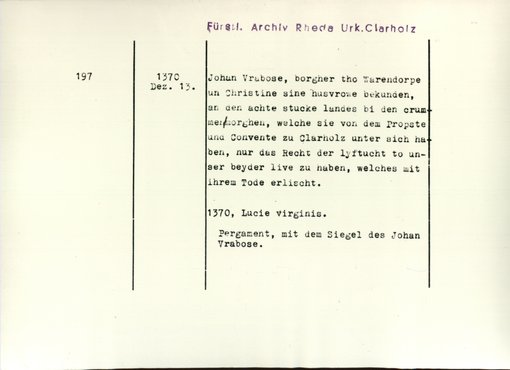 Fürstl. Archiv Rheda Urk.Clarholz
197
1370
Dez. 13.
Johan Vrabose, borgher tho Warendorpe
un Christine sine husvrowe bekunden,
an den achte stucke landes bi den crum-
menmorghen, welche sie von dem Propste
und Convente zu Clarholz unter sich ha-
ben, nur das Recht der lyftucht to un-
ser beyder live zu haben, welches mit
ihrem Tode erlischt.
1370, Lucie virginis.
Pergament, mit dem Siegel des Johan
Vrabose.